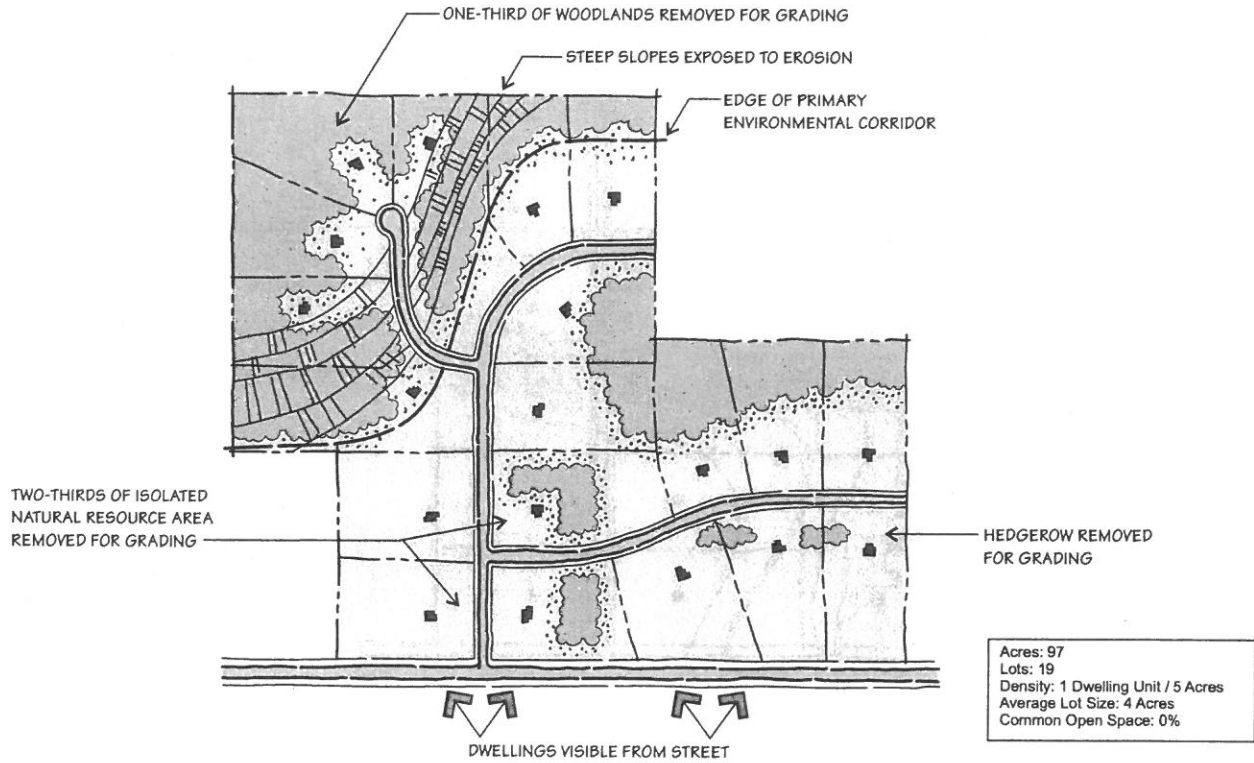 ONE-THIRD OF WOODLANDS REMOVED FOR GRADING
STEEP SLOPES EXPOSED TO EROSION
EDGE OF PRIMARY
ENVIRONMENTAL CORRIDOR
TWO-THIRDS OF ISOLATED
NATURAL RESOURCE AREA
REMOVED FOR GRADING
HEDGEROW REMOVED
FOR GRADING
Acres: 97
Lots: 19
Density: 1 Dwelling Unit / 5 Acres
Average Lot Size: 4 Acres
Common Open Space: 0%
DWELLINGS VISIBLE FROM STREET